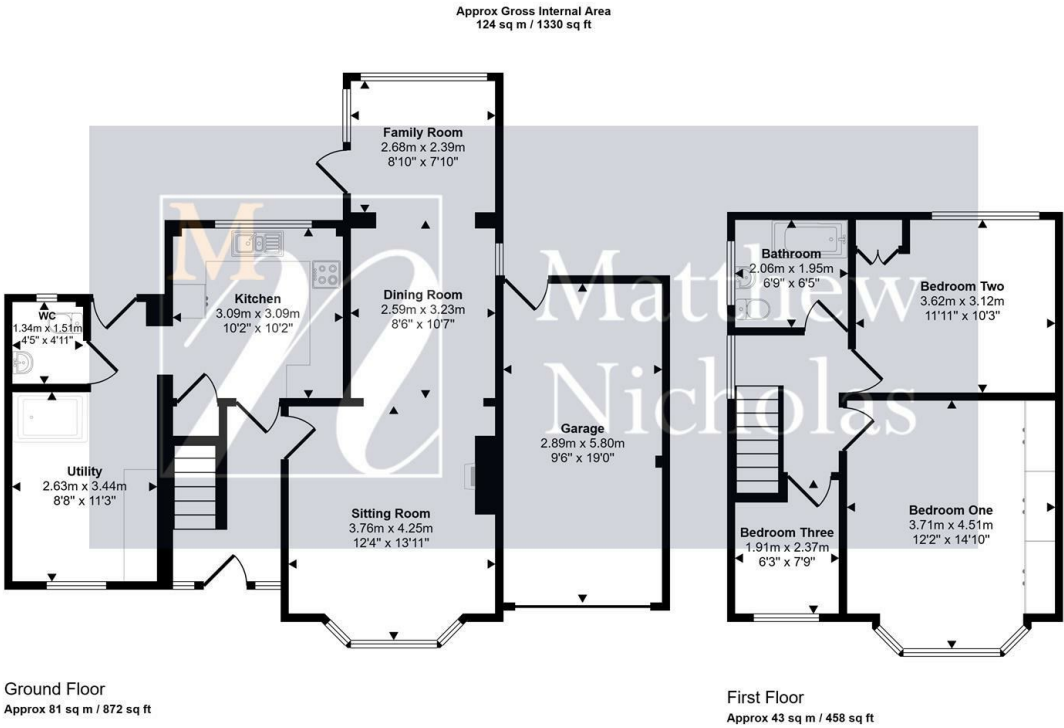 Approx Gross Internal Area
124 sq m / 1330 sq ft
Family Room
2.68m x 2.39m
8'10" x 7'10"
M
Matthew
Nicholas
Kitchen
3.09m x 3.09m
10'2" x 10'2"
Dining Room
2.59m x 3.23m
8'6" x 10'7"
WC
1.34m x 1.51m
4'5" x 4'11"
Utility
2.63m x 3.44m
8'8" x 11'3"
Sitting Room
3.76m x 4.25m
12'4" x 13'11"
Garage
2.89m x 5.80m
9'6" x 19'0"
Bathroom
2.06m x 1.95m
6'9" x 6'5"
Bedroom Two
3.62m x 3.12m
11'11" x 10'3"
Bedroom Three
1.91m x 2.37m
6'3" x 7'9"
Bedroom One
3.71m x 4.51m
12'2" x 14'10"
Ground Floor
Approx 81 sq m / 872 sq ft
First Floor
Approx 43 sq m / 458 sq ft